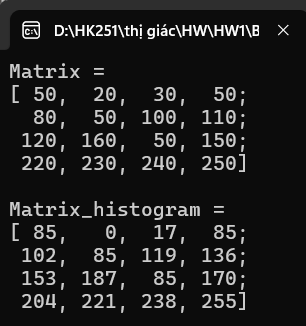 D:\HK251\thị giác\HW\HW1\B
Matrix =
[ 50,  20,  30,  50;
  80,  50, 100, 110;
 120, 160,  50, 150;
 220, 230, 240, 250]
Matrix_histogram =
[ 85,   0,  17,  85;
 102,  85, 119, 136;
 153, 187,  85, 170;
 204, 221, 238, 255]